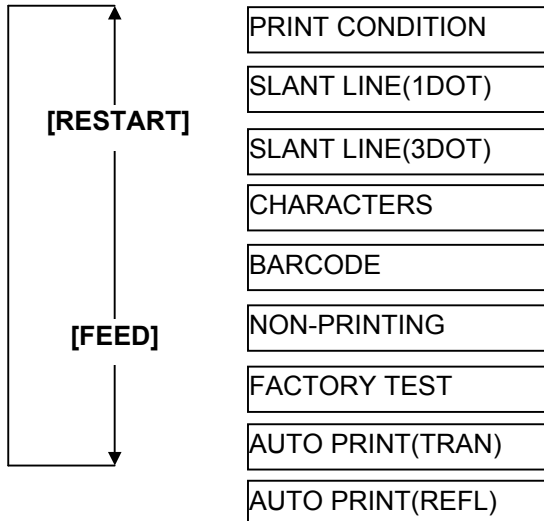 PRINT CONDITION
SLANT LINE(1DOT)
[RESTART]
SLANT LINE(3DOT)
CHARACTERS
BARCODE
[FEED]
NON-PRINTING
FACTORY TEST
AUTO PRINT(TRAN)
AUTO PRINT(REFL)